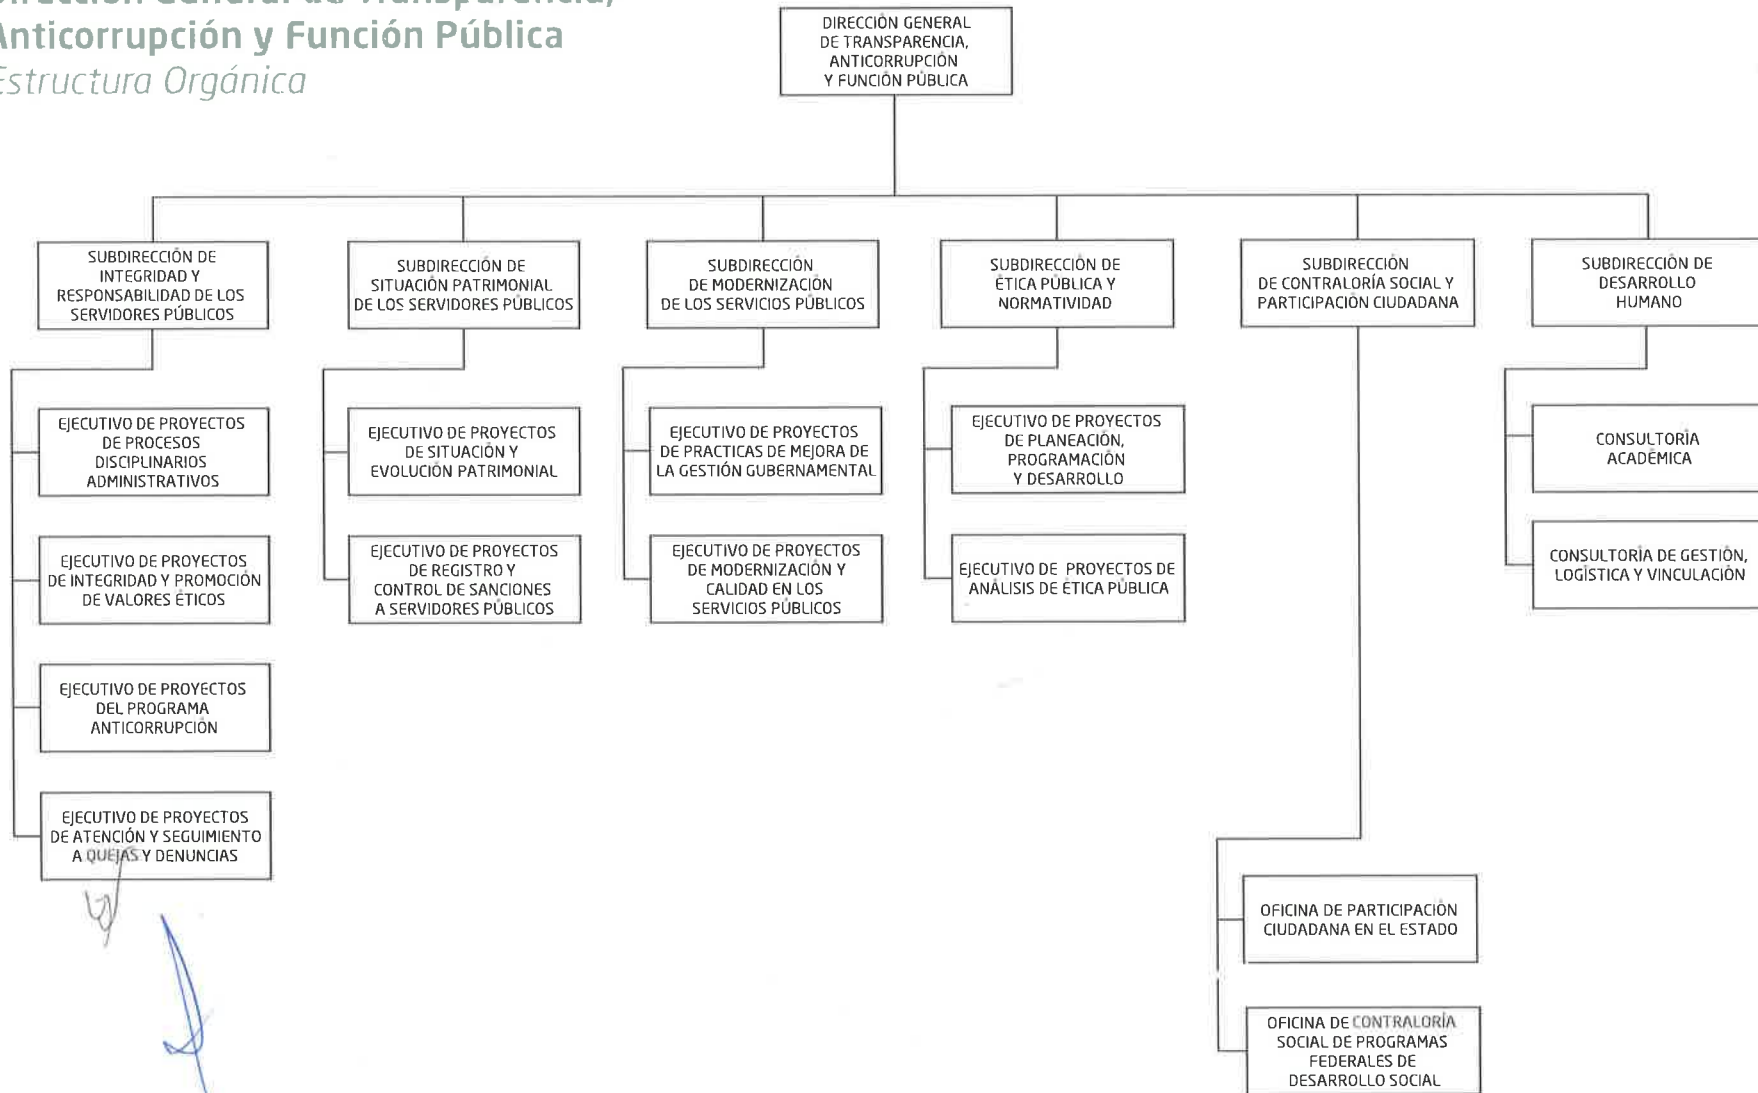 Dirección General de Transparencia,
Anticorrupción y Función Pública
Estructura Orgánica
DIRECCIÓN GENERAL
DE TRANSPARENCIA,
ANTICORRUPCIÓN
Y FUNCIÓN PÚBLICA
SUBDIRECCIÓN DE
INTEGRIDAD Y
RESPONSABILIDAD DE LOS
SERVIDORES PÚBLICOS
SUBDIRECCIÓN DE
SITUACIÓN PATRIMONIAL
DE LOS SERVIDORES PÚBLICOS
SUBDIRECCIÓN
DE MODERNIZACIÓN
DE LOS SERVICIOS PÚBLICOS
SUBDIRECCIÓN DE
ÉTICA PÚBLICA Y
NORMATIVIDAD
SUBDIRECCIÓN
DE CONTRALORÍA SOCIAL Y
PARTICIPACIÓN CIUDADANA
SUBDIRECCIÓN DE
DESARROLLO
HUMANO
EJECUTIVO DE PROYECTOS
DE PROCESOS
DISCIPLINARIOS
ADMINISTRATIVOS
EJECUTIVO DE PROYECTOS
DE SITUACIÓN Y
EVOLUCIÓN PATRIMONIAL
EJECUTIVO DE PROYECTOS
DE PRACTICAS DE MEJORA DE
LA GESTIÓN GUBERNAMENTAL
EJECUTIVO DE PROYECTOS
DE PLANEACIÓN,
PROGRAMACIÓN
Y DESARROLLO
CONSULTORÍA
ACADÉMICA
EJECUTIVO DE PROYECTOS
DE INTEGRIDAD Y PROMOCIÓN
DE VALORES ÉTICOS
EJECUTIVO DE PROYECTOS
DE REGISTRO Y
CONTROL DE SANCIONES
A SERVIDORES PÚBLICOS
EJECUTIVO DE PROYECTOS
DE MODERNIZACIÓN Y
CALIDAD EN LOS
SERVICIOS PÚBLICOS
EJECUTIVO DE PROYECTOS DE
ANÁLISIS DE ÉTICA PÚBLICA
CONSULTORÍA DE GESTIÓN,
LOGÍSTICA Y VINCULACIÓN
EJECUTIVO DE PROYECTOS
DEL PROGRAMA
ANTICORRUPCIÓN
EJECUTIVO DE PROYECTOS
DE ATENCIÓN Y SEGUIMIENTO
A QUEJAS Y DENUNCIAS
OFICINA DE PARTICIPACIÓN
CIUDADANA EN EL ESTADO
OFICINA DE CONTRALORÍA
SOCIAL DE PROGRAMAS
FEDERALES DE
DESARROLLO SOCIAL